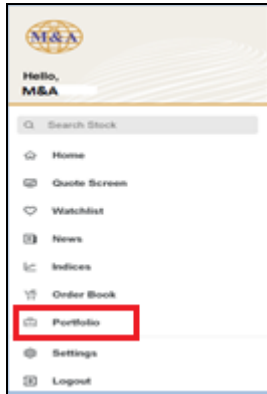 M&A
Hello,
M&A
Search Stock
Home
Quote Screen
Watchlist
News
Indices
Order Book
Portfolio
Settings
Logout